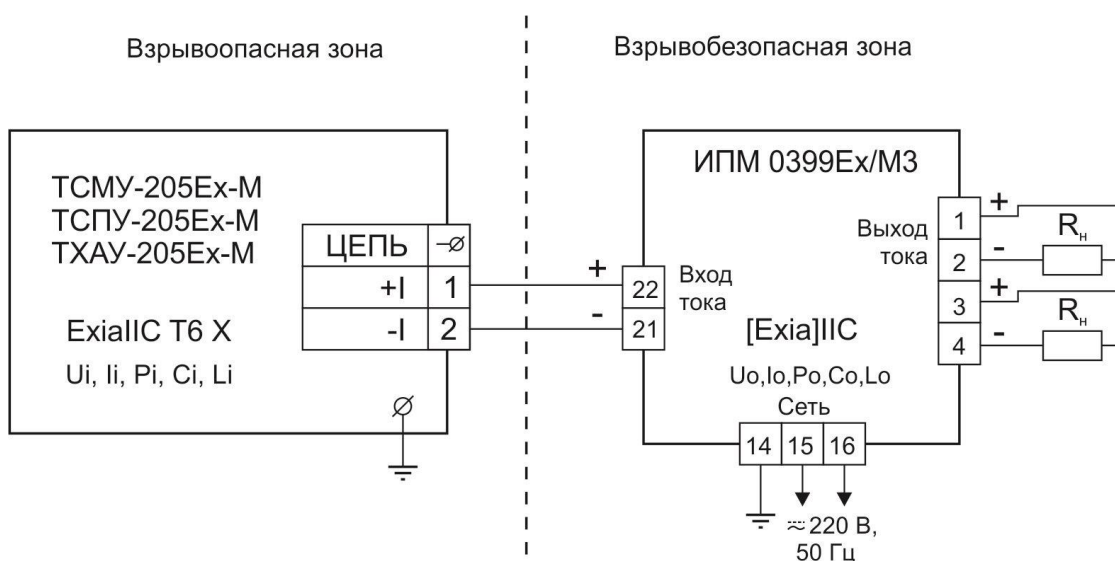 Взрывоопасная зона
Взрывобезопасная зона
ТСМУ-205Ex-М
ТСПУ-205Ex-М
ТХАУ-205Ex-М
ExiaIIC T6 X
Ui, Ii, Pi, Ci, Li
ЦЕПЬ
+I 1
-I 2
+
-
22
21
Вход
тока
ИПМ 0399Ex/М3
[Exia]IIC
Uo,Io,Po,Co,Lo
Сеть
14 15 16
≂ 220 В,
50 Гц
Выход
тока
1 +
2 - Rн
3 +
4 - Rн